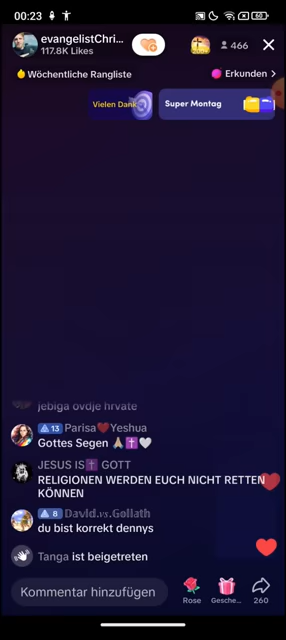 00:23
60
evangelistChri...
117.8K Likes
466
Wöchentliche Rangliste
Erkunden >
Vielen Dank
Super Montag
jebiga ovdje hrvate
13 Parisa❤️Yeshua
Gottes Segen 🙏🏼✝️🤍
JESUS IS✝️ GOTT
RELIGIONEN WERDEN EUCH NICHT RETTEN
KÖNNEN
8 David.vs.Goliath
du bist korrekt dennys
Tanga ist beigetreten
Kommentar hinzufügen
Rose
Gesche...
260